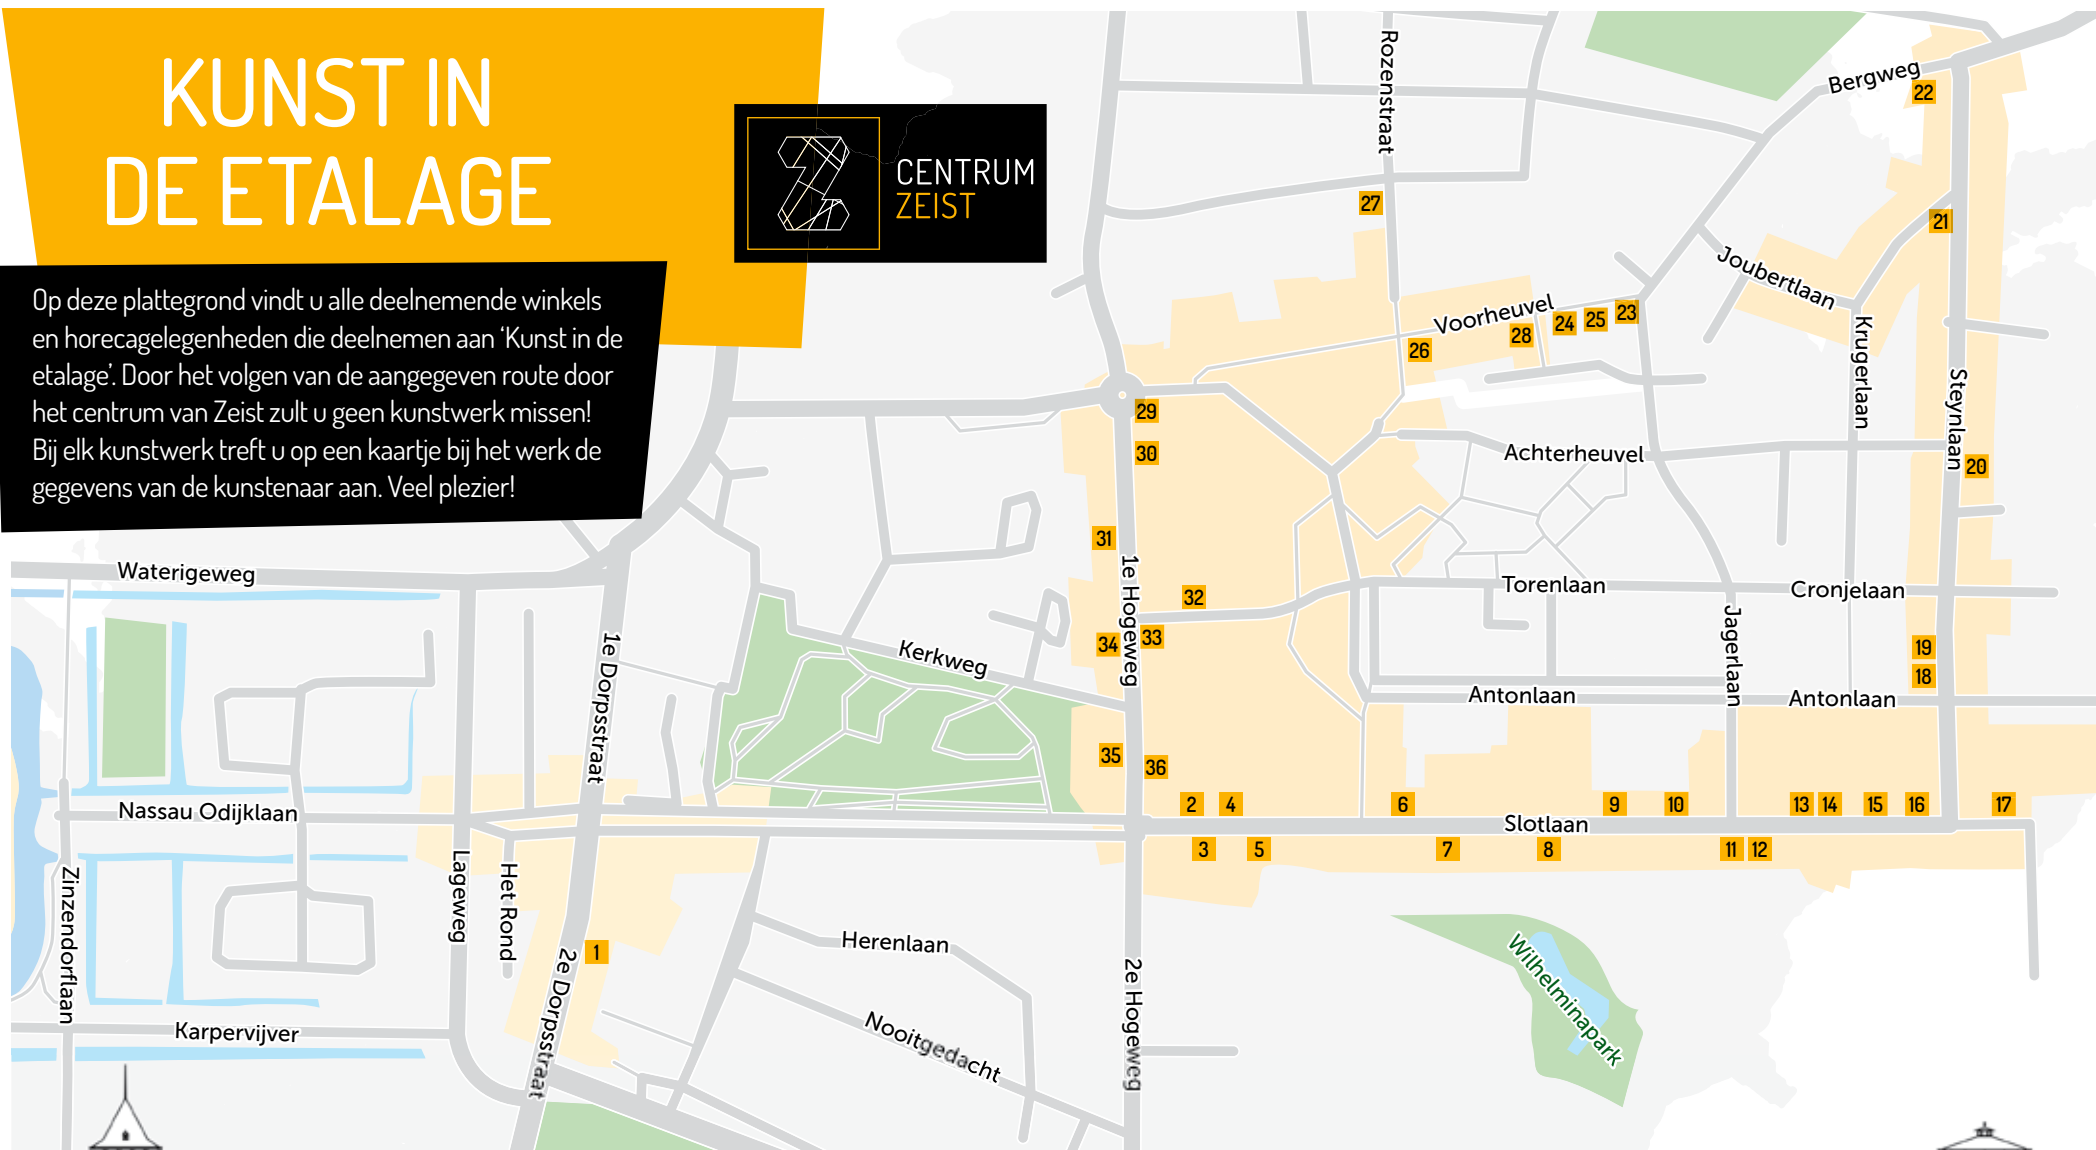 KUNST IN
DE ETALAGE
CENTRUM
ZEIST
Op deze plattegrond vindt u alle deelnemende winkels
en horecagelegenheden die deelnemen aan ‘Kunst in de
etalage’. Door het volgen van de aangegeven route door
het centrum van Zeist zult u geen kunstwerk missen!
Bij elk kunstwerk treft u op een kaartje bij het werk de
gegevens van de kunstenaar aan. Veel plezier!
Rozenstraat
Bergweg
22
27
21
Joubertlaan
Voorheuvel
28
24
25
23
26
Krugerlaan
Steynlaan
29
30
Achterheuvel
20
31
1e Hogeweg
Waterigeweg
32
Torenlaan
Cronjelaan
Jagerlaan
33
34
19
18
Kerkweg
1e Dorpsstraat
Antonlaan
Antonlaan
35
36
2
4
6
9
10
13
14
15
16
17
Nassau Odijklaan
Slotlaan
3
5
7
8
11
12
Zinzendorflaan
Lageweg
Het Rond
1
2e Dorpsstraat
Herenlaan
2e Hogeweg
Wilhelminapark
Nooitgedacht
Karpervijver